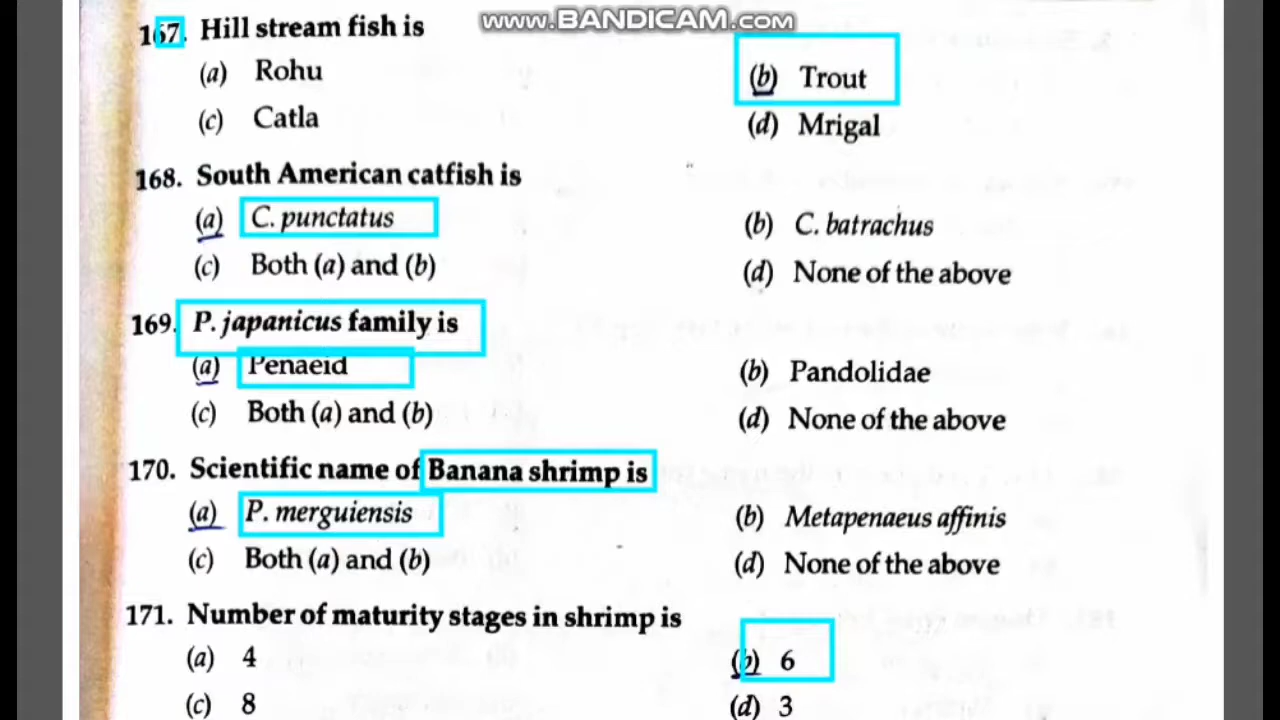 www.BANDICAM.com
167. Hill stream fish is
(a) Rohu
(b) Trout
(c) Catla
(d) Mrigal
168. South American catfish is
(a) C. punctatus
(b) C. batrachus
(c) Both (a) and (b)
(d) None of the above
169. P. japanicus family is
(a) Penaeid
(b) Pandolidae
(c) Both (a) and (b)
(d) None of the above
170. Scientific name of Banana shrimp is
(a) P. merguiensis
(b) Metapenaeus affinis
(c) Both (a) and (b)
(d) None of the above
171. Number of maturity stages in shrimp is
(a) 4
(b) 6
(c) 8
(d) 3